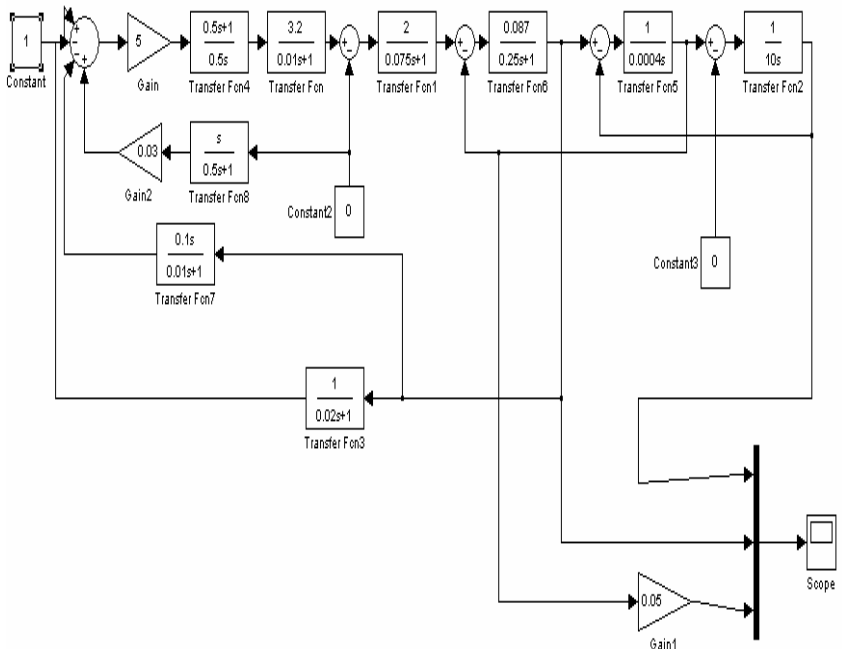 1
Constant
5
Gain
0.5s+1
0.5s
Transfer Fcn4
3.2
0.01s+1
Transfer Fcn
2
0.075s+1
Transfer Fcn1
0.087
0.25s+1
Transfer Fcn6
1
0.0004s
Transfer Fcn5
1
10s
Transfer Fcn2
0.03
Gain2
s
0.5s+1
Transfer Fcn8
Constant2
0
0.1s
0.01s+1
Transfer Fcn7
Constant3
0
1
0.02s+1
Transfer Fcn3
0.05
Gain1
Scope